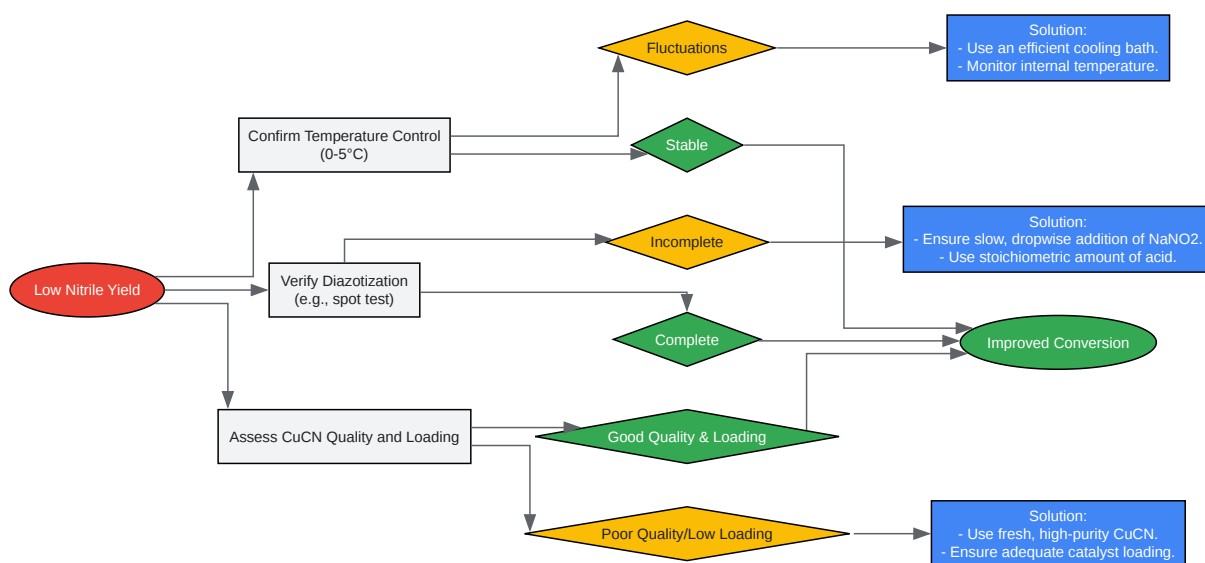 Fluctuations
Solution:
- Use an efficient cooling bath.
- Monitor internal temperature.
Confirm Temperature Control
(0-5°C)
Stable
Incomplete
Solution:
- Ensure slow, dropwise addition of NaNO2.
- Use stoichiometric amount of acid.
Low Nitrile Yield
Verify Diazotization
(e.g., spot test)
Complete
Improved Conversion
Assess CuCN Quality and Loading
Good Quality & Loading
Poor Quality/Low Loading
Solution:
- Use fresh, high-purity CuCN.
- Ensure adequate catalyst loading.